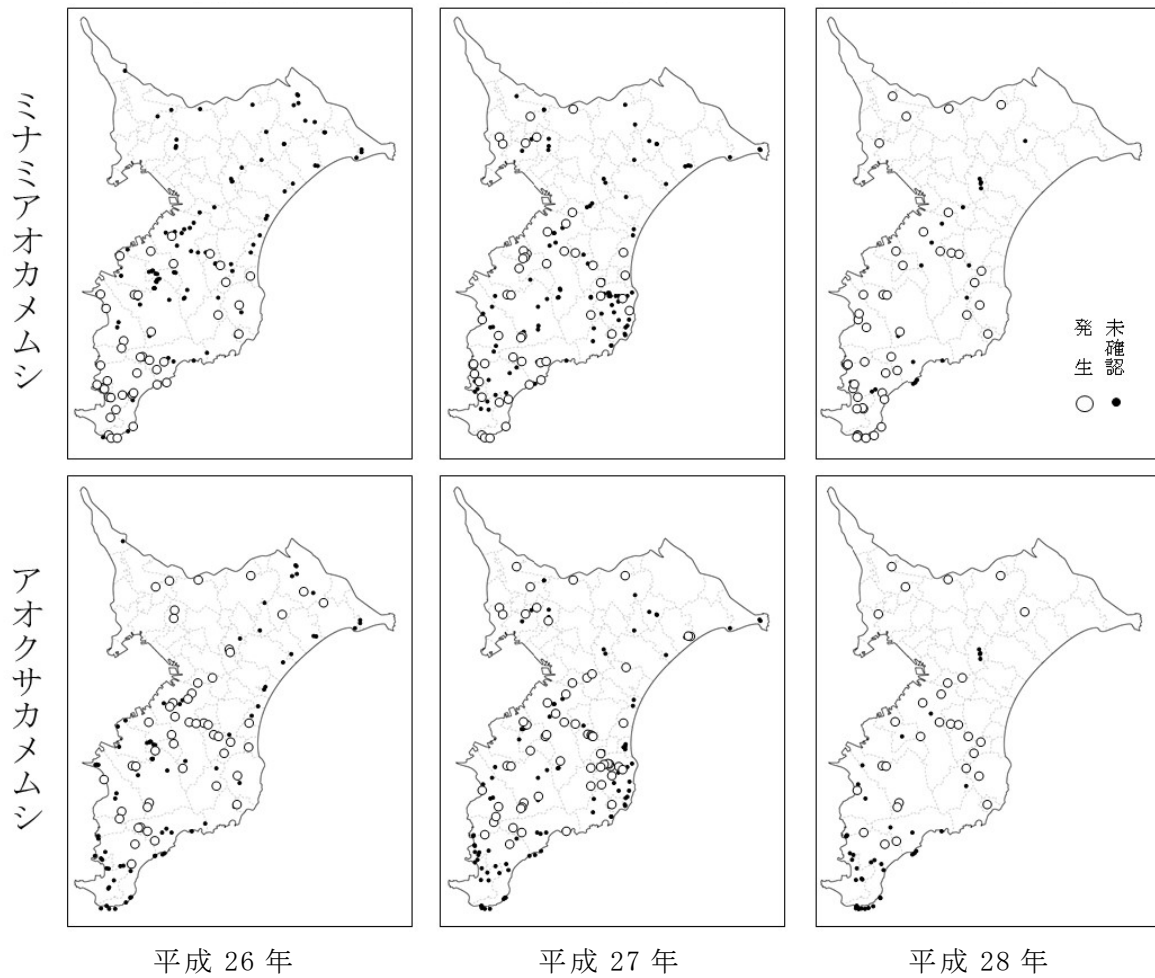 ミナミアオカメムシ
発生 ○
未確認 ●
アオクサカメムシ
平成 26 年
平成 27 年
平成 28 年